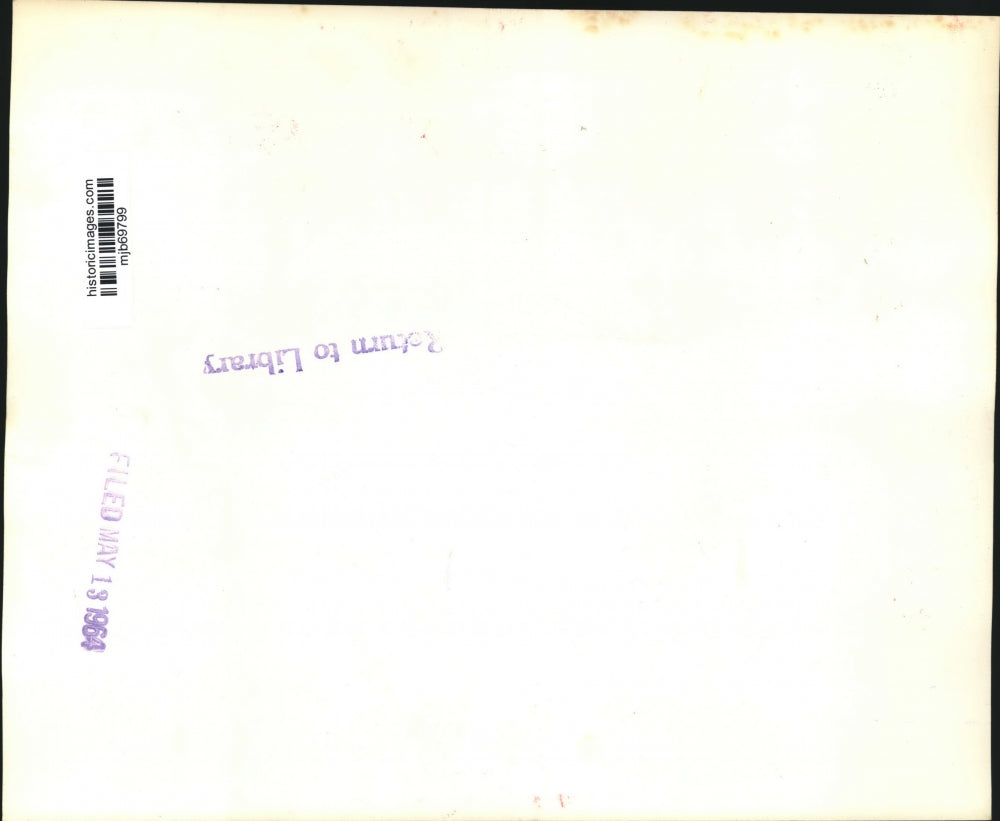 historicimages.com
mjb69799
Return to Library
FILED MAY 13 1964